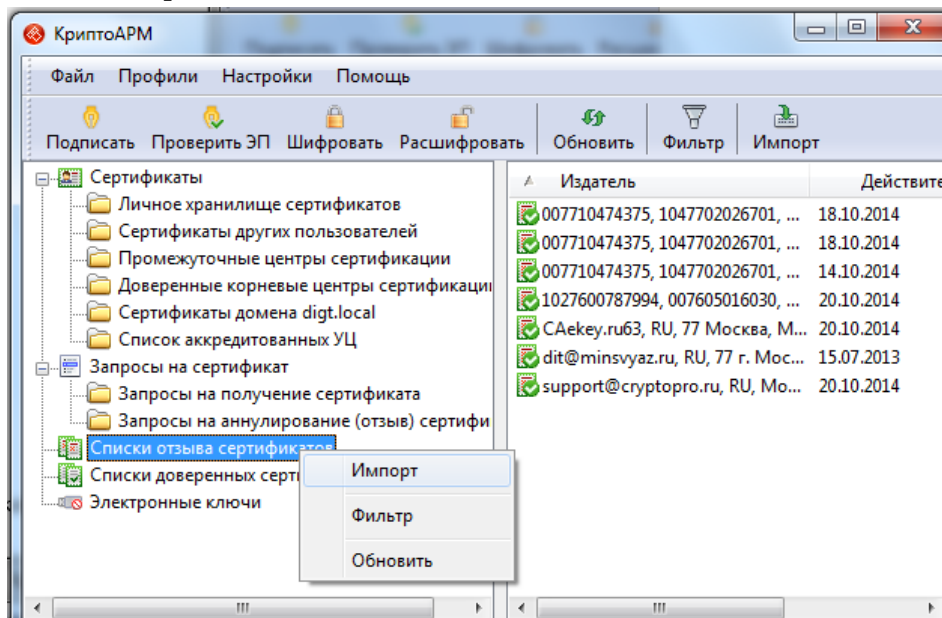 КриптоАРМ
Файл Профили Настройки Помощь
Подписать Проверить ЭП Шифровать Расшифровать Обновить Фильтр Импорт
Сертификаты
Личное хранилище сертификатов
Сертификаты других пользователей
Промежуточные центры сертификации
Доверенные корневые центры сертификации
Сертификаты домена digt.local
Список аккредитованных УЦ
Запросы на сертификат
Запросы на получение сертификата
Запросы на аннулирование (отзыв) сертифи
Списки отзыва сертификатов
Списки доверенных серти
Электронные ключи
Импорт
Фильтр
Обновить
Издатель Действите
007710474375, 1047702026701, ... 18.10.2014
007710474375, 1047702026701, ... 18.10.2014
007710474375, 1047702026701, ... 14.10.2014
1027600787994, 007605016030, ... 20.10.2014
CAekey.ru63, RU, 77 Москва, М... 20.10.2014
dit@minsvyaz.ru, RU, 77 г. Мос... 15.07.2013
support@cryptopro.ru, RU, Мо... 20.10.2014